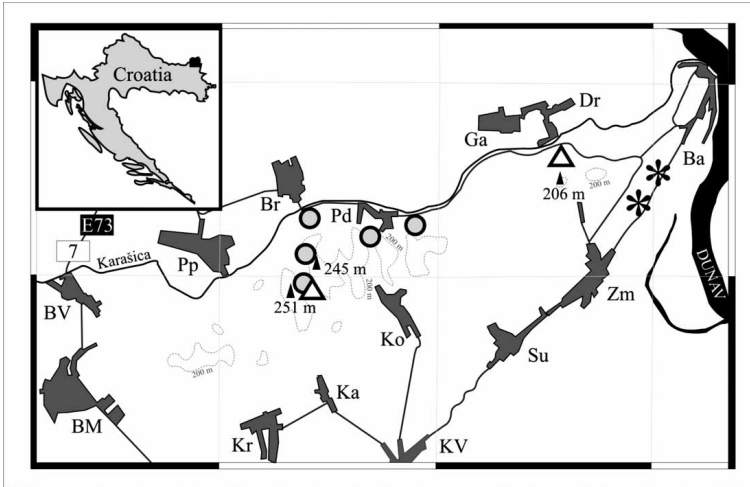 Croatia
Dr
Ga
Ba
206 m
200 m
Br
Pd
E73
7
Karašica
Pp
200 m
245 m
200 m
251 m
DUNAV
Zm
BV
Ko
Su
200 m
BM
Ka
Kr
KV